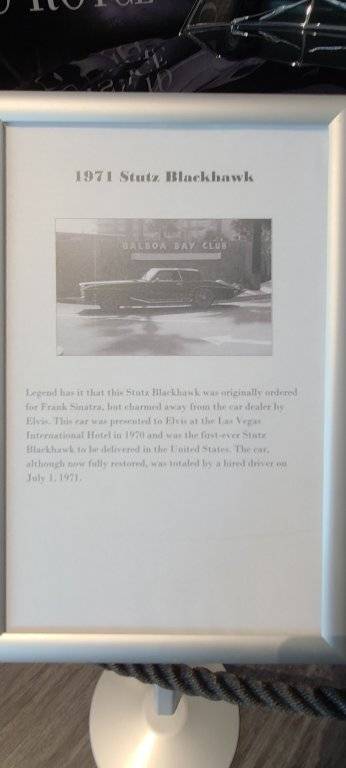 1971 Stutz Blackhawk
BALBOA BAY CLUB
Legend has it that this Stutz Blackhawk was originally ordered
for Frank Sinatra, but charmed away from the car dealer by
Elvis. This car was presented to Elvis at the Las Vegas
International Hotel in 1970 and was the first-ever Stutz
Blackhawk to be delivered in the United States. The car,
although now fully restored, was totaled by a hired driver on
July 1, 1971.